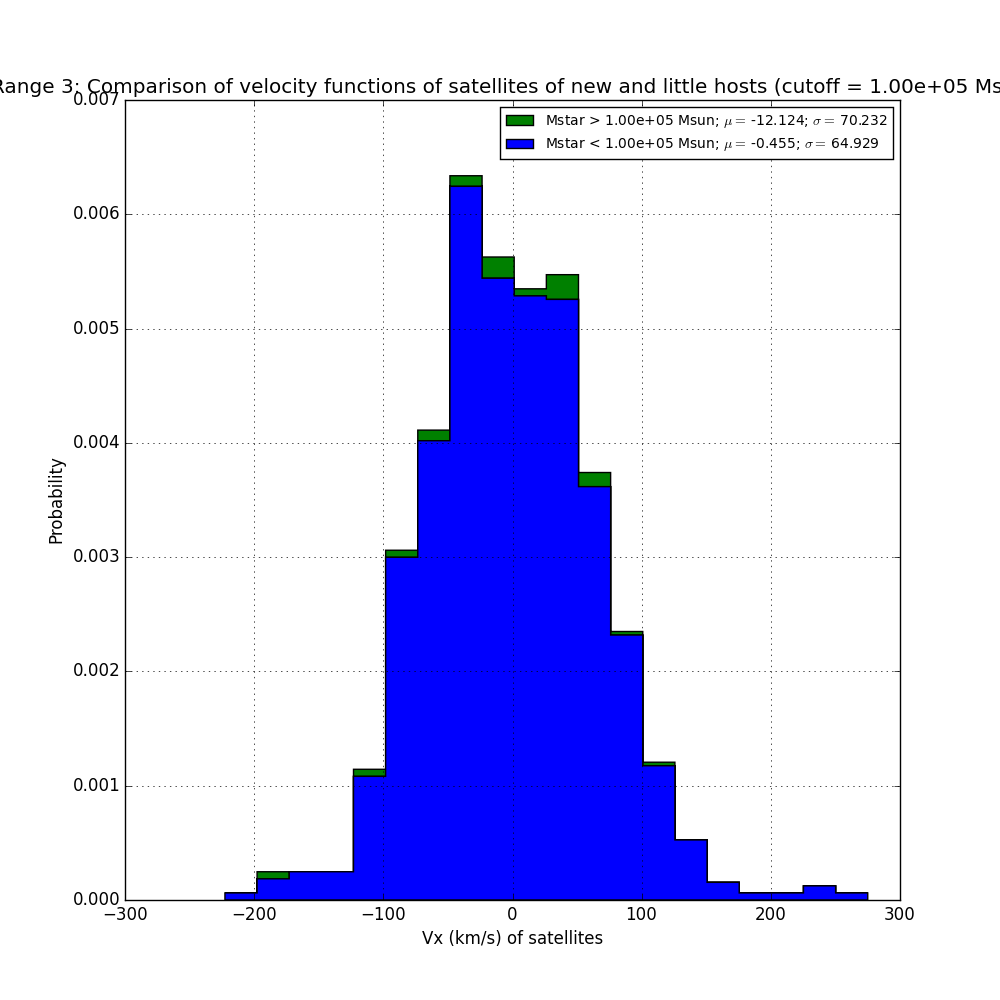 Range 3: Comparison of velocity functions of satellites of new and little hosts (cutoff = 1.00e+05 Ms
Mstar > 1.00e+05 Msun; μ = -12.124; σ = 70.232
Mstar < 1.00e+05 Msun; μ = -0.455; σ = 64.929
0.007
0.006
0.005
0.004
0.003
0.002
0.001
0.000
Probability
−300 −200 −100 0 100 200 300
Vx (km/s) of satellites